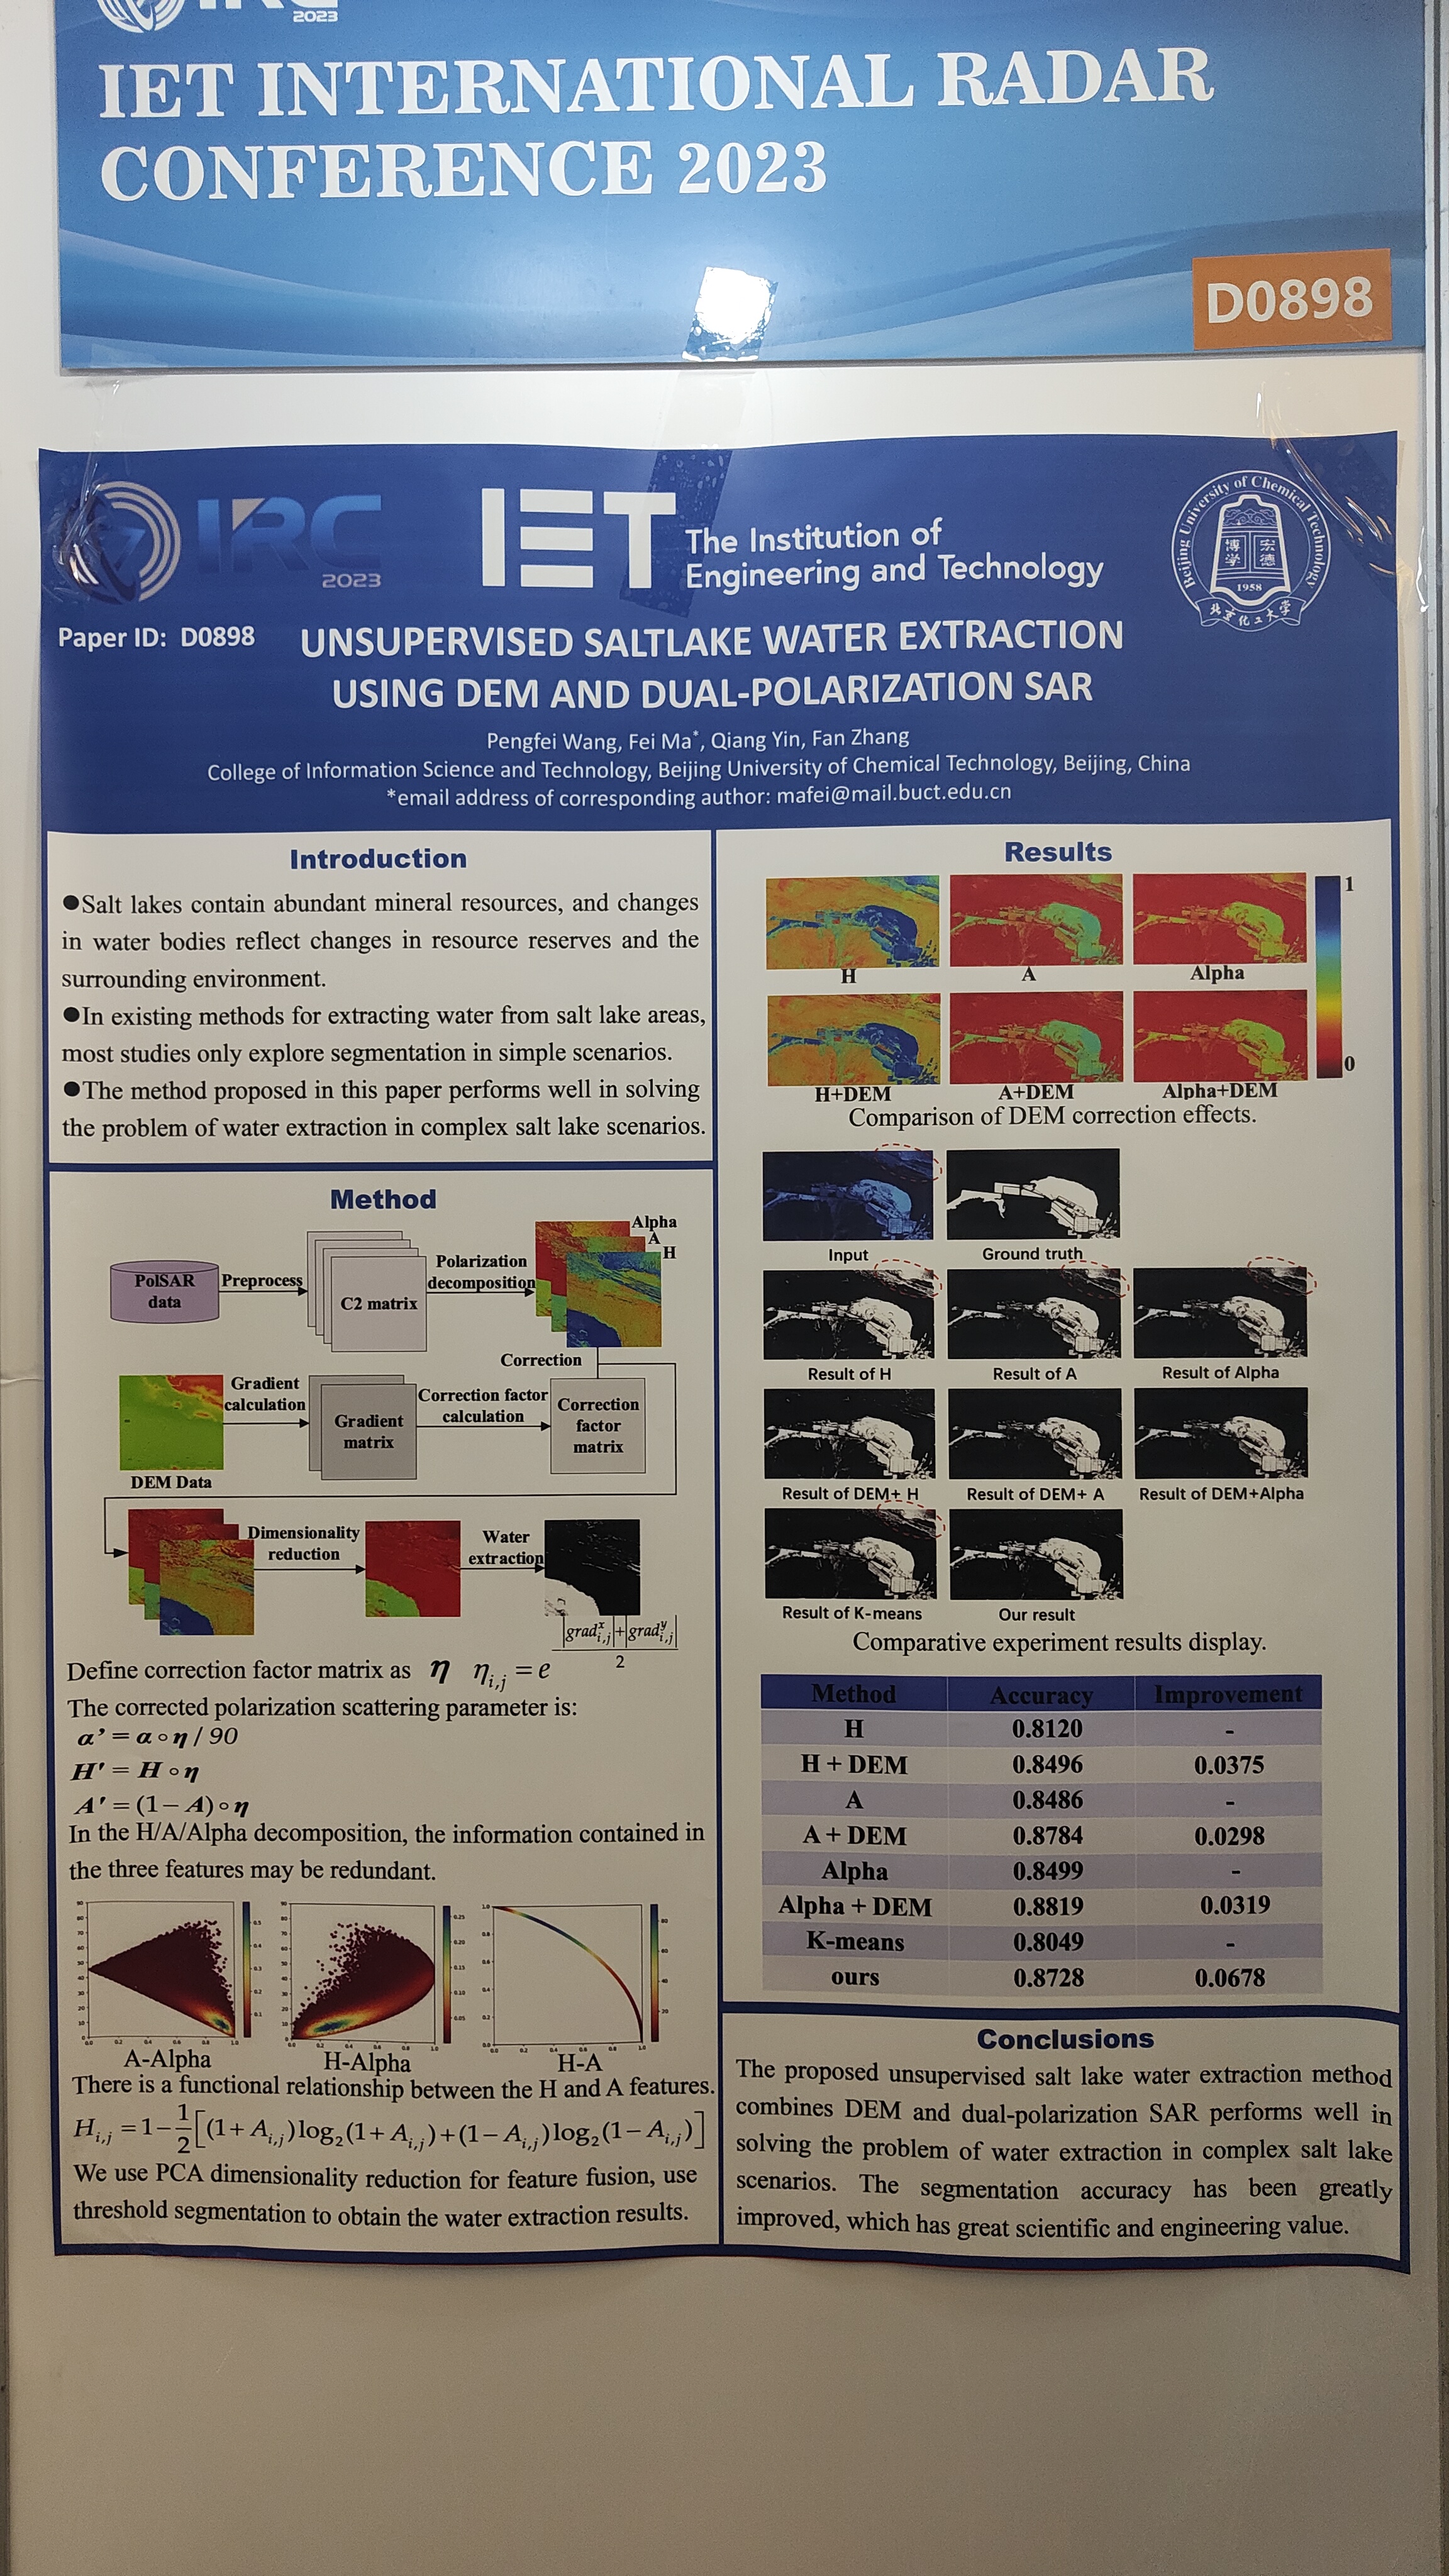 IRC
2023
IET INTERNATIONAL RADAR
CONFERENCE 2023
D0898
IRC
2023
IET
The Institution of
Engineering and Technology
Beijing University of Chemical Technology
博学 宏德
1958
北京化工大学
Paper ID: D0898
UNSUPERVISED SALTLAKE WATER EXTRACTION
USING DEM AND DUAL-POLARIZATION SAR
Pengfei Wang, Fei Ma*, Qiang Yin, Fan Zhang
College of Information Science and Technology, Beijing University of Chemical Technology, Beijing, China
*email address of corresponding author: mafei@mail.buct.edu.cn
Introduction
●Salt lakes contain abundant mineral resources, and changes
in water bodies reflect changes in resource reserves and the
surrounding environment.
●In existing methods for extracting water from salt lake areas,
most studies only explore segmentation in simple scenarios.
●The method proposed in this paper performs well in solving
the problem of water extraction in complex salt lake scenarios.
Method
PolSAR
data
Preprocess
C2 matrix
Polarization
decomposition
Alpha
A
H
Correction
DEM Data
Gradient
calculation
Gradient
matrix
Correction factor
calculation
Correction
factor
matrix
Dimensionality
reduction
Water
extraction
Define correction factor matrix as η η_{i,j} = e^{(|grad^x_{i,j}|+|grad^y_{i,j}|)/2}
The corrected polarization scattering parameter is:
α' = α∘η / 90
H' = H∘η
A' = (1−A)∘η
In the H/A/Alpha decomposition, the information contained in
the three features may be redundant.
A-Alpha
H-Alpha
H-A
There is a functional relationship between the H and A features.
H_{i,j} = 1−1/2[(1+A_{i,j})log₂(1+A_{i,j})+(1−A_{i,j})log₂(1−A_{i,j})]
We use PCA dimensionality reduction for feature fusion, use
threshold segmentation to obtain the water extraction results.
Results
1
0
H
A
Alpha
H+DEM
A+DEM
Alpha+DEM
Comparison of DEM correction effects.
Input
Ground truth
Result of H
Result of A
Result of Alpha
Result of DEM+ H
Result of DEM+ A
Result of DEM+Alpha
Result of K-means
Our result
Comparative experiment results display.
Method Accuracy Improvement
H 0.8120 -
H + DEM 0.8496 0.0375
A 0.8486 -
A + DEM 0.8784 0.0298
Alpha 0.8499 -
Alpha + DEM 0.8819 0.0319
K-means 0.8049 -
ours 0.8728 0.0678
Conclusions
The proposed unsupervised salt lake water extraction method
combines DEM and dual-polarization SAR performs well in
solving the problem of water extraction in complex salt lake
scenarios. The segmentation accuracy has been greatly
improved, which has great scientific and engineering value.